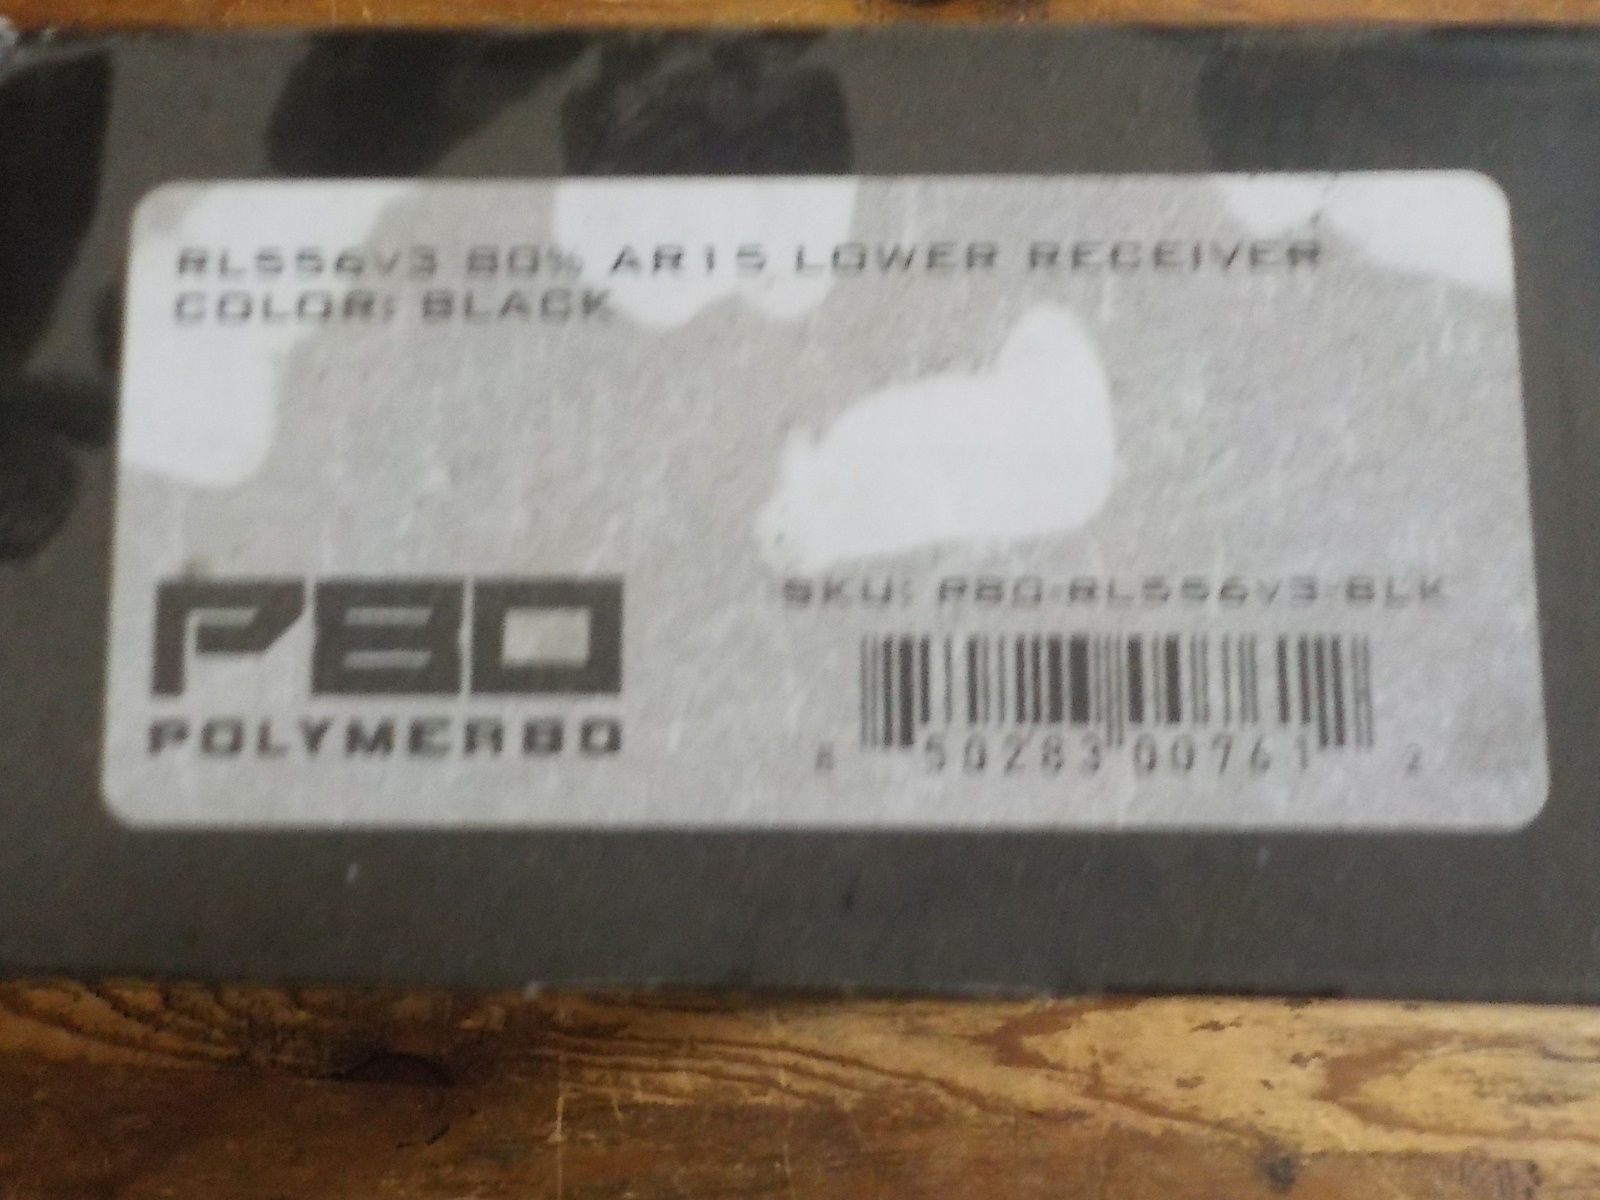 RL556V3 80% AR15 LOWER RECEIVER
COLOR: BLACK
P80
POLYMER80
SKU: P80-RL556V3-BLK
8 50283 00761 2